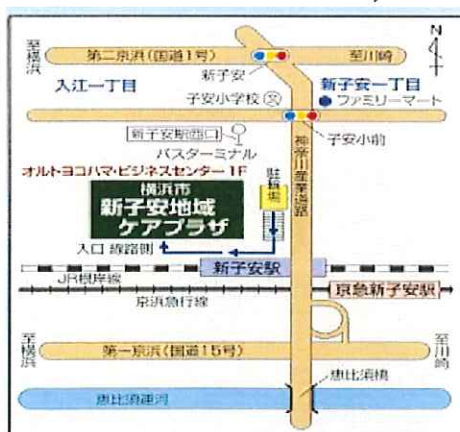 N
至横浜
第二京浜(国道1号)
至川崎
新子安
入江一丁目
新子安一丁目
子安小学校
ファミリーマート
新子安駅西口
子安小前
バスターミナル
神奈川産業道路
オルトヨコハマ・ビジネスセンター1F
駐輪場
横浜市
新子安地域
ケアプラザ
入口 線路側
新子安駅
JR根岸線
京急新子安駅
京浜急行線
至横浜
第一京浜(国道15号)
至川崎
恵比須橋
恵比須運河